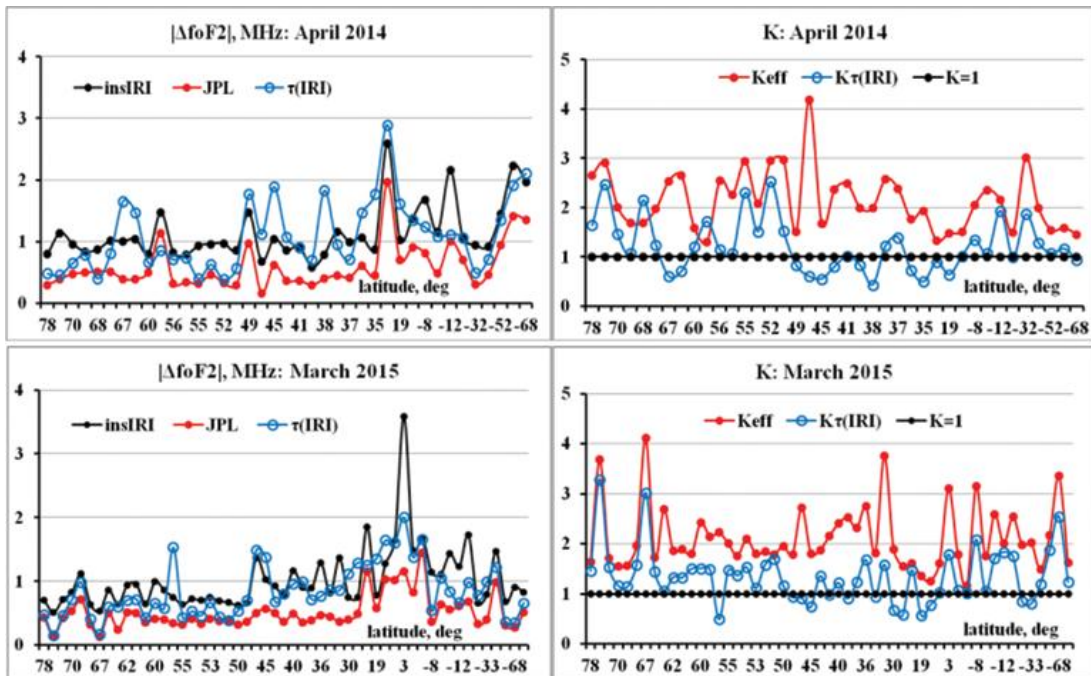 |ΔfoF2|, MHz: April 2014
4
3
2
1
0
insIRI JPL τ(IRI)
latitude, deg
78 70 68 67 60 56 55 52 49 45 41 38 37 35 19 -8 -12 -32 -52 -68
K: April 2014
5
4
3
2
1
0
Keff Kτ(IRI) K=1
latitude, deg
78 70 68 67 60 56 55 52 49 45 41 38 37 35 19 -8 -12 -32 -52 -68
|ΔfoF2|, MHz: March 2015
4
3
2
1
0
insIRI JPL τ(IRI)
latitude, deg
78 70 67 62 60 55 53 50 45 40 36 30 19 3 -8 -12 -33 -68
K: March 2015
5
4
3
2
1
0
Keff Kτ(IRI) K=1
latitude, deg
78 70 67 62 60 55 53 50 45 40 36 30 19 3 -8 -12 -33 -68